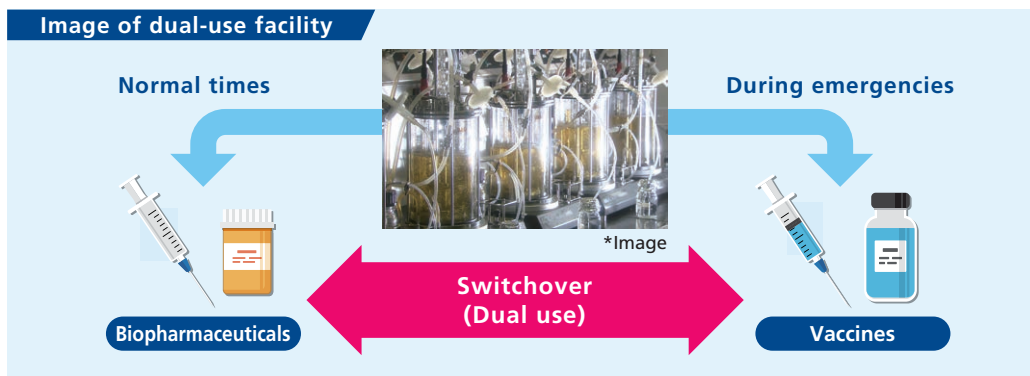 Image of dual-use facility
Normal times
During emergencies
*Image
Switchover
(Dual use)
Biopharmaceuticals
Vaccines